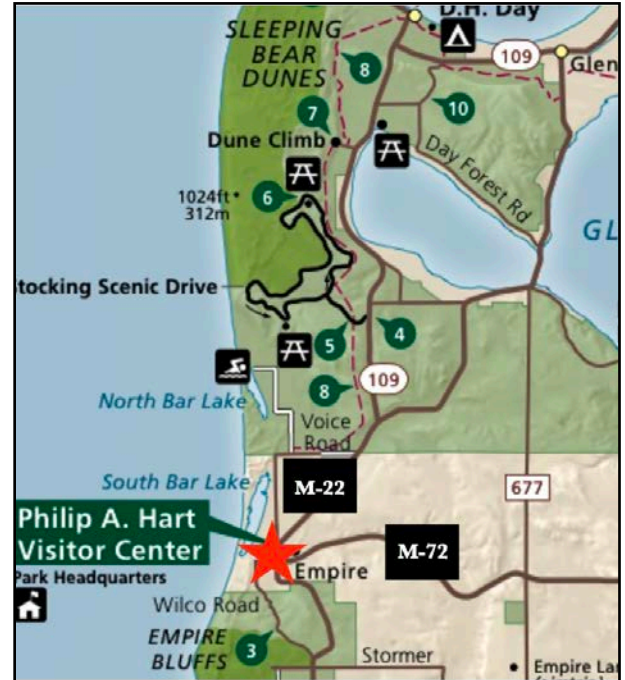 D.H. Day
SLEEPING
BEAR
DUNES
8
109
Glen
7
10
Dune Climb
Day Forest Rd
1024ft
312m
6
GL
tocking Scenic Drive
5
4
8
109
North Bar Lake
Voice
Road
South Bar Lake
M-22
677
Philip A. Hart
Visitor Center
M-72
Empire
Park Headquarters
Wilco Road
EMPIRE
BLUFFS
3
Stormer
Empire La